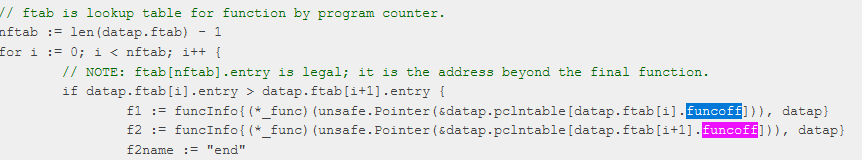 // ftab is lookup table for function by program counter.
nftab := len(datap.ftab) - 1
for i := 0; i < nftab; i++ {
// NOTE: ftab[nftab].entry is legal; it is the address beyond the final function.
if datap.ftab[i].entry > datap.ftab[i+1].entry {
f1 := funcInfo{(*_func)(unsafe.Pointer(&datap.pclntable[datap.ftab[i].funcoff])), datap}
f2 := funcInfo{(*_func)(unsafe.Pointer(&datap.pclntable[datap.ftab[i+1].funcoff])), datap}
f2name := "end"